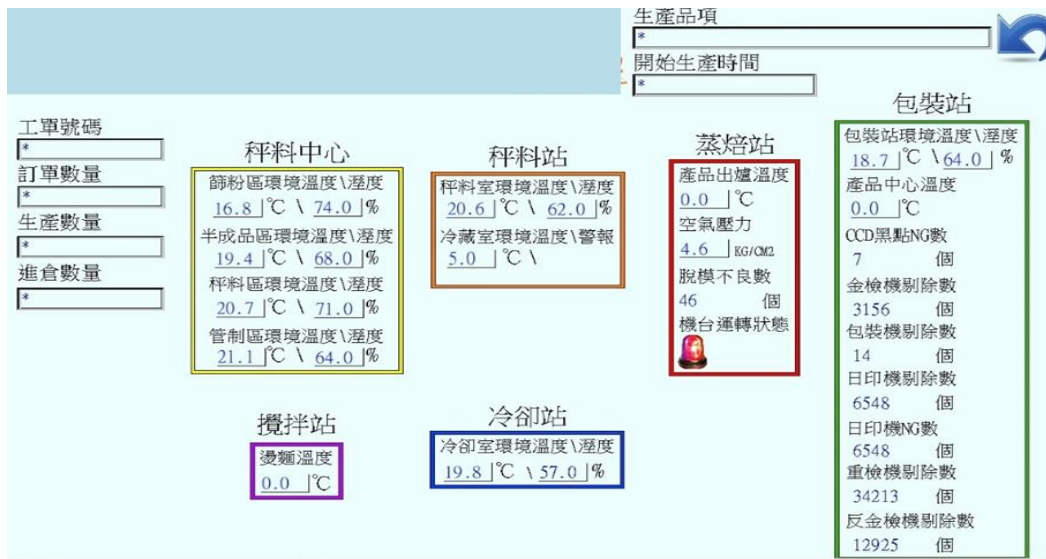 生產品項
*
開始生產時間
*
工單號碼
*
訂單數量
*
生產數量
*
進倉數量
*
秤料中心
篩粉區環境溫度\溼度
16.8 ℃ \ 74.0 %
半成品區環境溫度\溼度
19.4 ℃ \ 68.0 %
秤料區環境溫度\溼度
20.7 ℃ \ 71.0 %
管制區環境溫度\溼度
21.1 ℃ \ 64.0 %
秤料站
秤料室環境溫度\溼度
20.6 ℃ \ 62.0 %
冷藏室環境溫度\警報
5.0 ℃ \
蒸焙站
產品出爐溫度
0.0 ℃
空氣壓力
4.6 KG/CM2
脫模不良數
46 個
機台運轉狀態
包裝站
包裝站環境溫度\溼度
18.7 ℃ \ 64.0 %
產品中心溫度
0.0 ℃
CCD黑點NG數
7 個
金檢機剔除數
3156 個
包裝機剔除數
14 個
日印機剔除數
6548 個
日印機NG數
6548 個
重檢機剔除數
34213 個
反金檢機剔除數
12925 個
攪拌站
燙麵溫度
0.0 ℃
冷卻站
冷卻室環境溫度\溼度
19.8 ℃ \ 57.0 %